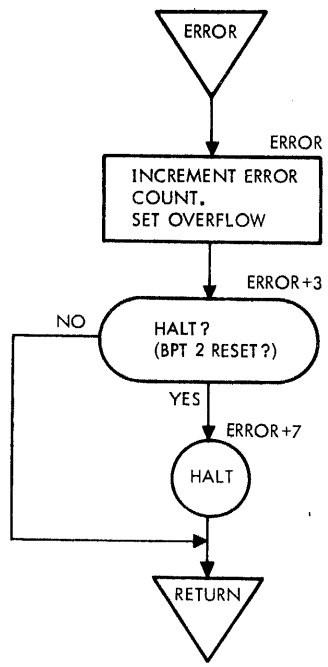 ERROR
ERROR
INCREMENT ERROR
COUNT.
SET OVERFLOW
ERROR+3
NO
HALT?
(BPT 2 RESET?)
YES
ERROR+7
HALT
RETURN